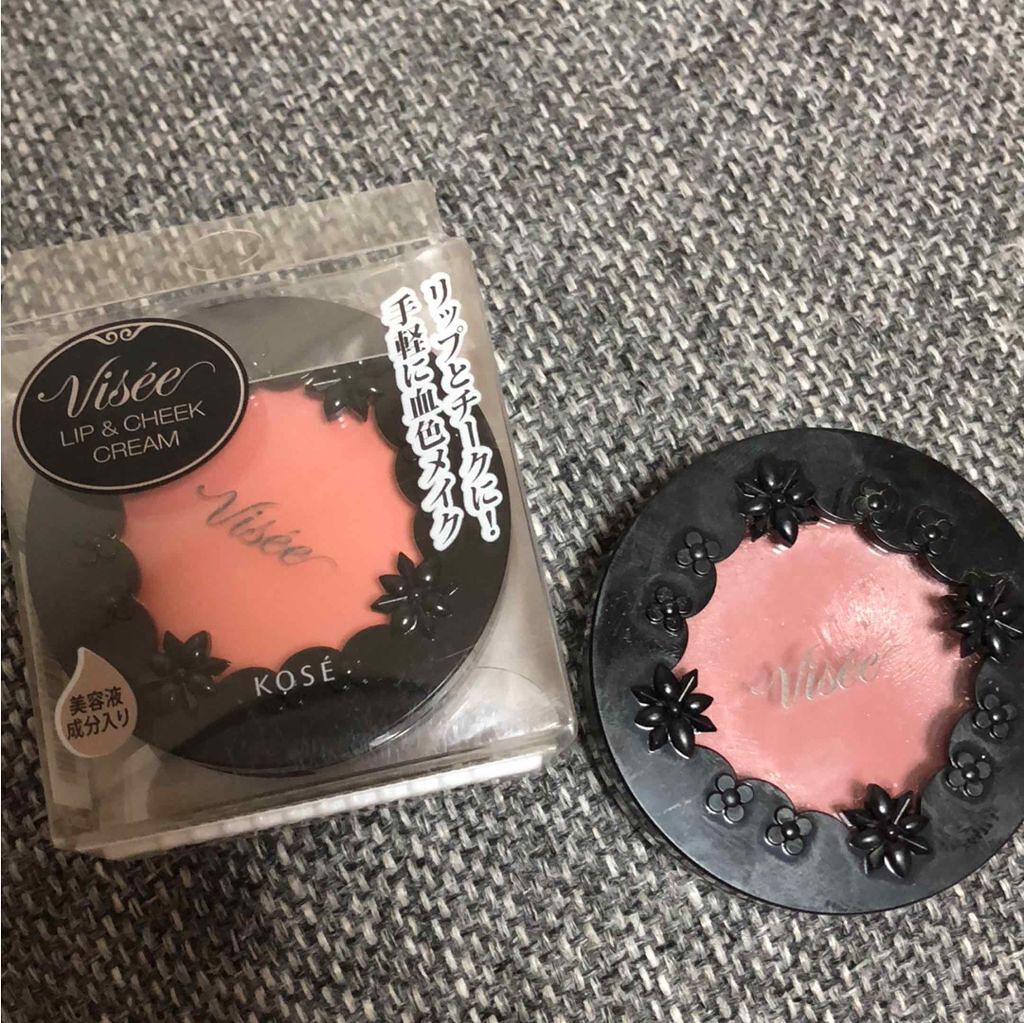 Visée
LIP & CHEEK
CREAM
リップとチークに!
手軽に血色メイク
Visée
KOSÉ
美容液
成分入り
Visée